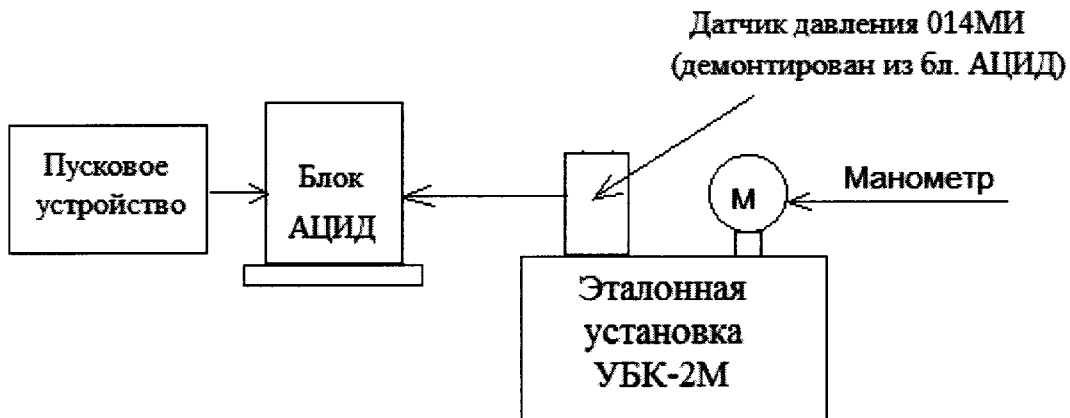 Датчик давления 014МИ
(демонтирован из бл. АЦИД)
Пусковое
устройство
Блок
АЦИД
М
Манометр
Эталонная
установка
УБК-2М